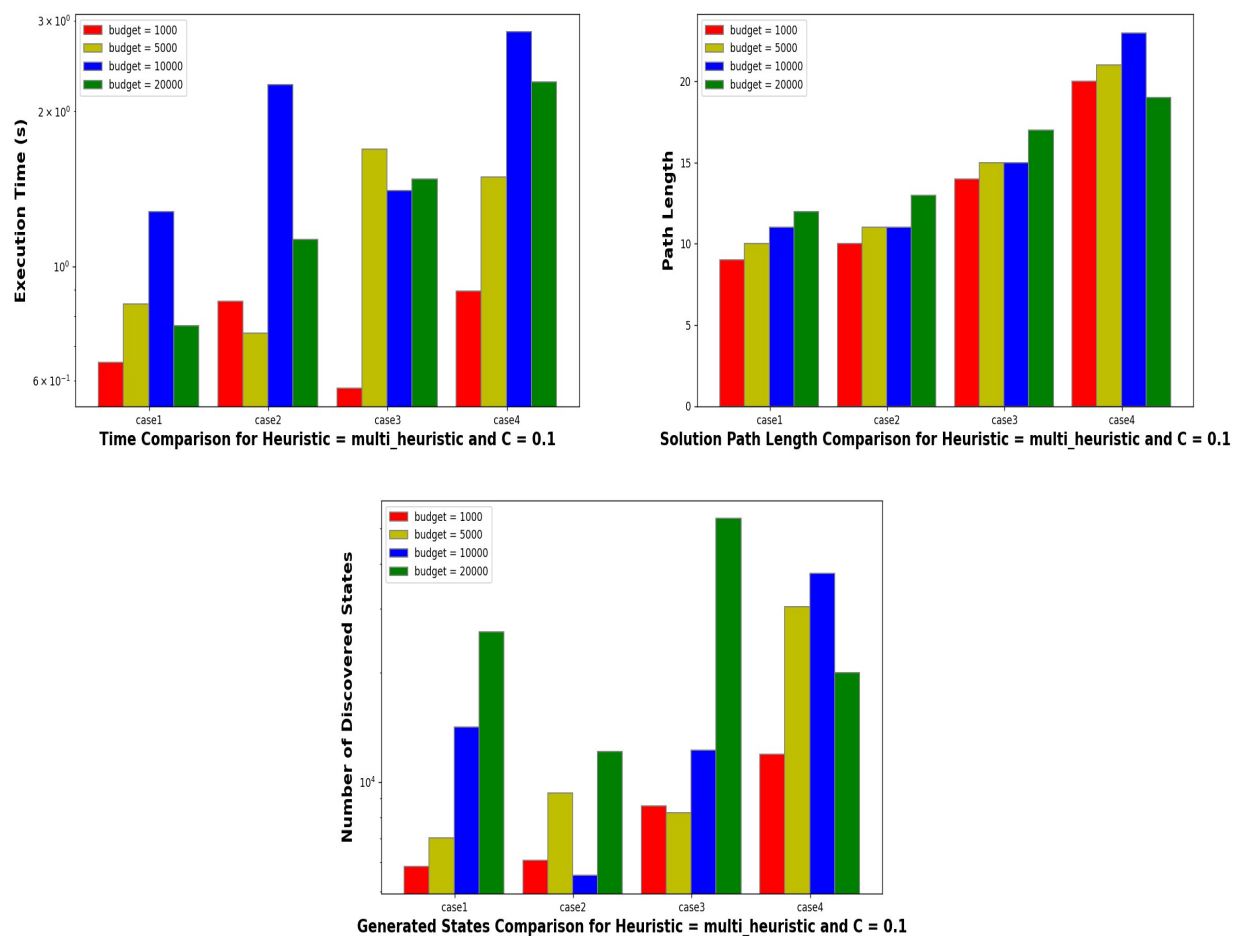 3 × 10⁰
2 × 10⁰
10⁰
6 × 10⁻¹
Execution Time (s)
budget = 1000
budget = 5000
budget = 10000
budget = 20000
case1
case2
case3
case4
Time Comparison for Heuristic = multi_heuristic and C = 0.1
20
15
10
5
0
Path Length
budget = 1000
budget = 5000
budget = 10000
budget = 20000
case1
case2
case3
case4
Solution Path Length Comparison for Heuristic = multi_heuristic and C = 0.1
10⁴
Number of Discovered States
budget = 1000
budget = 5000
budget = 10000
budget = 20000
case1
case2
case3
case4
Generated States Comparison for Heuristic = multi_heuristic and C = 0.1